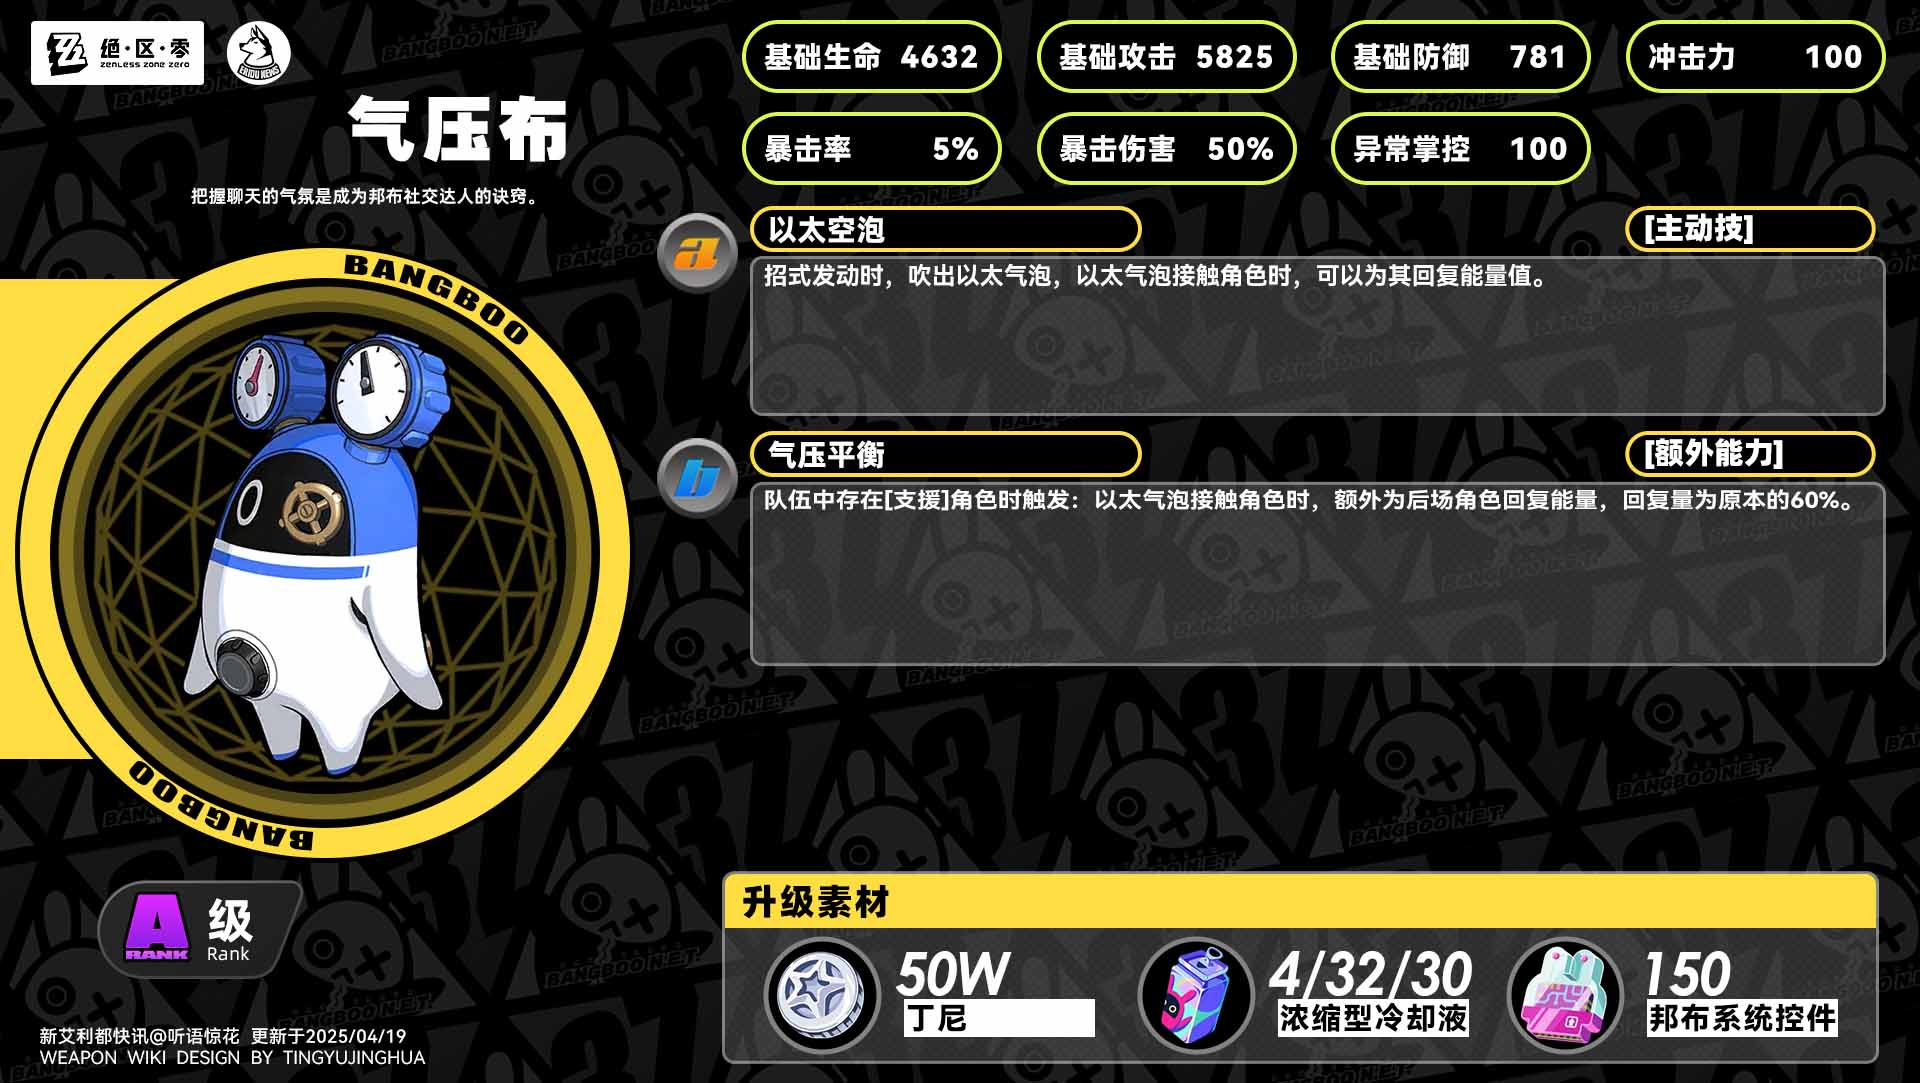 绝·区·零
ZENLESS ZONE ZERO
ERIDU NEWS
气压布
把握聊天的气氛是成为邦布社交达人的诀窍。
BANGBOO
BANGBOO
A
RANK
级
Rank
新艾利都快讯@听语惊花 更新于2025/04/19
WEAPON WIKI DESIGN BY TINGYUJINGHUA
基础生命 4632
基础攻击 5825
基础防御 781
冲击力 100
暴击率 5%
暴击伤害 50%
异常掌控 100
a
以太空泡
[主动技]
招式发动时，吹出以太气泡，以太气泡接触角色时，可以为其回复能量值。
b
气压平衡
[额外能力]
队伍中存在[支援]角色时触发：以太气泡接触角色时，额外为后场角色回复能量，回复量为原本的60%。
升级素材
50W
丁尼
4/32/30
浓缩型冷却液
150
邦布系统控件
BANGBOO N.E.T.